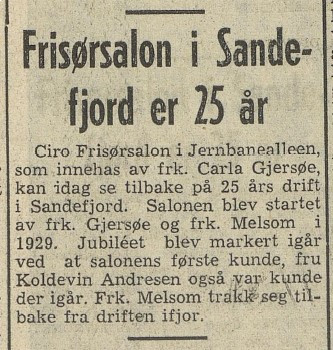 Frisørsalon i Sande-
fjord er 25 år
Ciro Frisørsalon i Jernbanealleen,
som innehas av frk. Carla Gjersøe,
kan idag se tilbake på 25 års drift
i Sandefjord. Salonen blev startet
av frk. Gjersøe og frk. Melsom i
1929. Jubiléet blev markert igår
ved at salonens første kunde, fru
Koldevin Andresen også var kunde
der igår. Frk. Melsom trakk seg til-
bake fra driften ifjor.